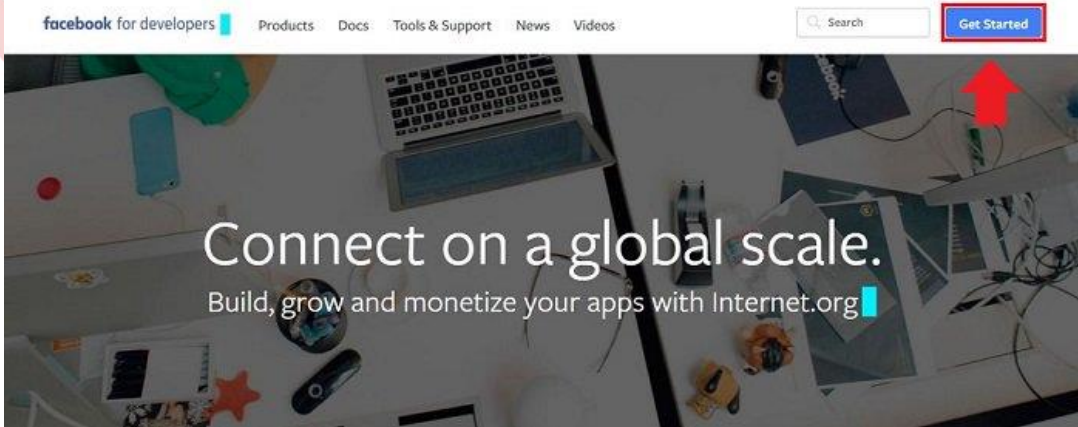 facebook for developers Products Docs Tools & Support News Videos Search Get Started
facebook
Connect on a global scale.
Build, grow and monetize your apps with Internet.org